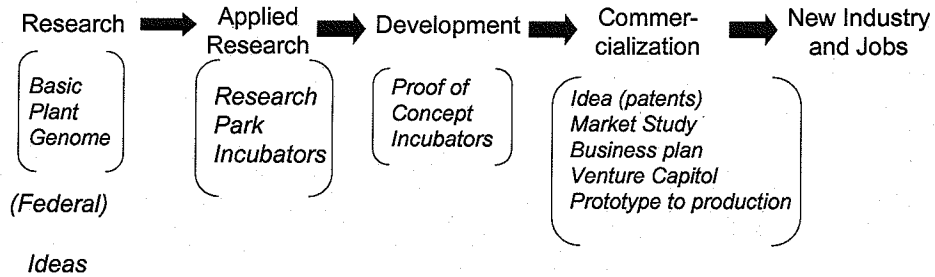 Research
Applied
Research
Development
Commer-
cialization
New Industry
and Jobs
Basic
Plant
Genome
Research
Park
Incubators
Proof of
Concept
Incubators
Idea (patents)
Market Study
Business plan
Venture Capitol
Prototype to production
(Federal)
Ideas